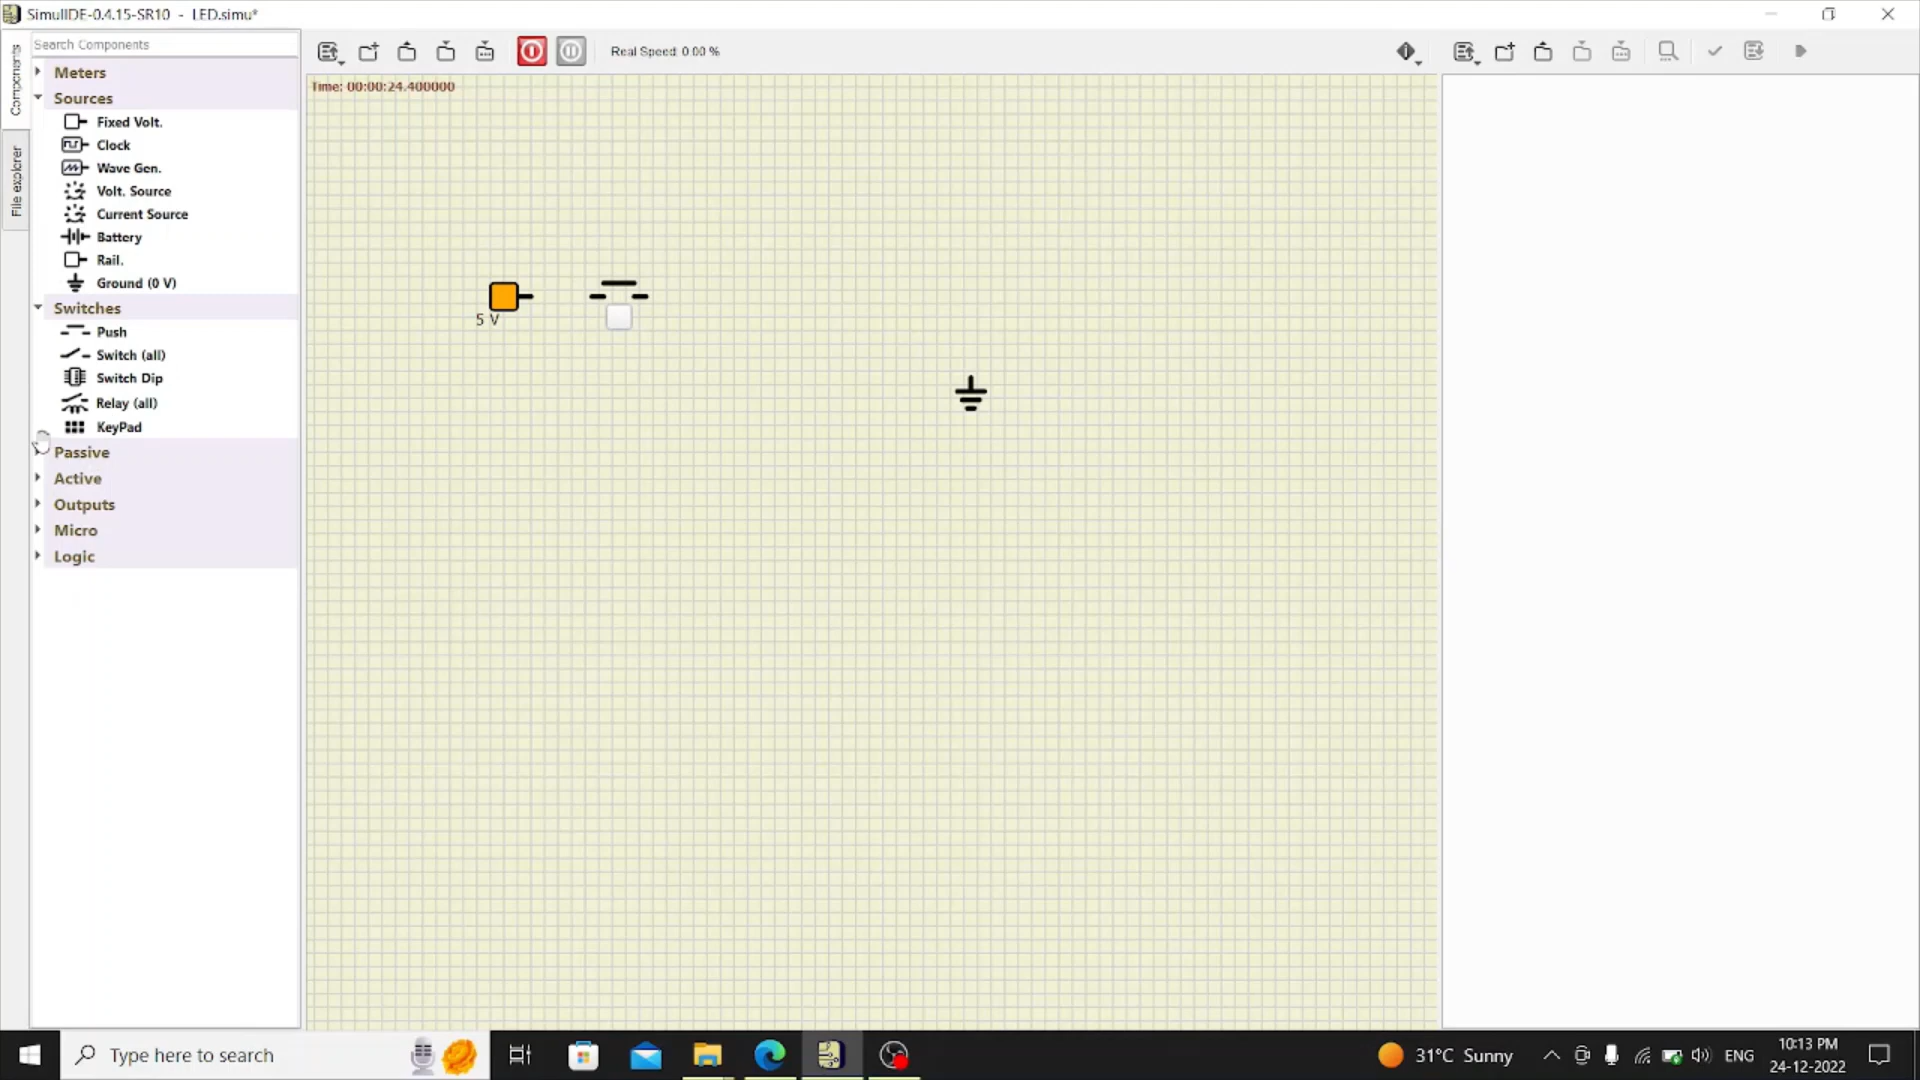 SimulIDE-0.4.15-SR10 - LED.simu*
Components
File explorer
Search Components
Meters
Sources
Fixed Volt.
Clock
Wave Gen.
Volt. Source
Current Source
Battery
Rail.
Ground (0 V)
Switches
Push
Switch (all)
Switch Dip
Relay (all)
KeyPad
Passive
Active
Outputs
Micro
Logic
Real Speed: 0.00 %
Time: 00:00:24.400000
5 V
Type here to search
31°C Sunny
ENG
10:13 PM
24-12-2022